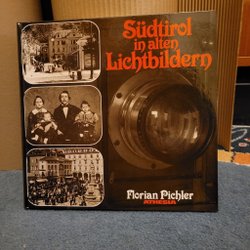 Südtirol
in alten
Lichtbildern
Florian Pichler
ATHESIA